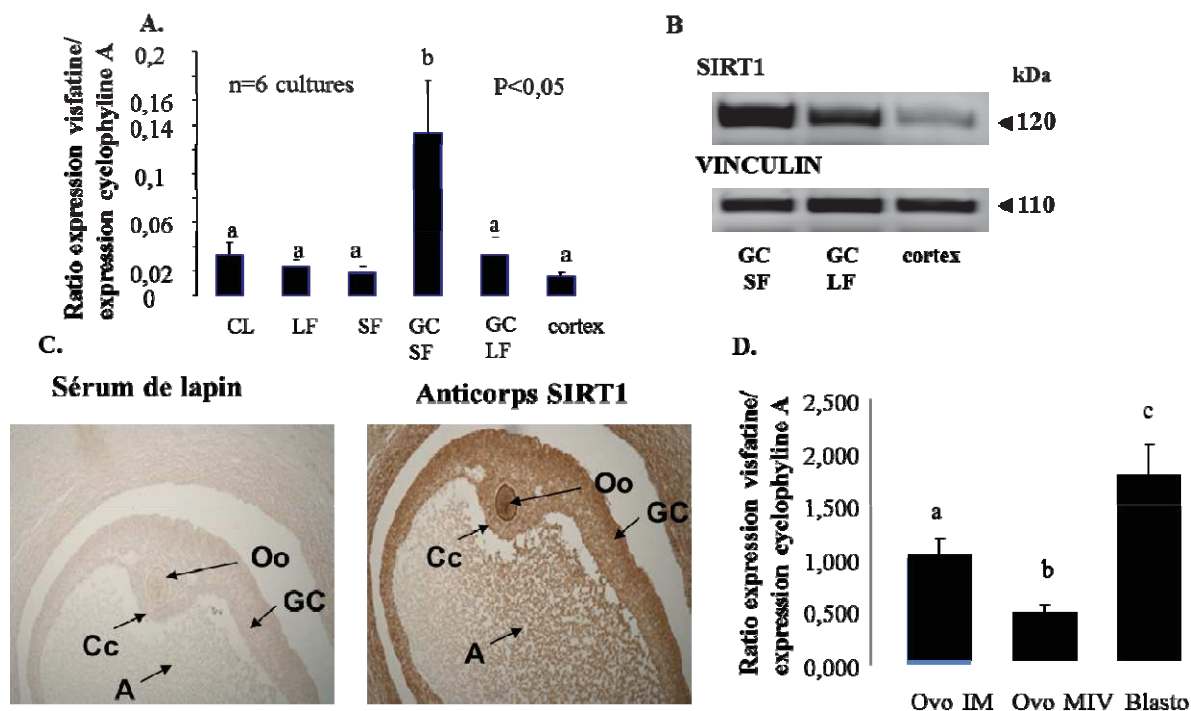 A.
Ratio expression visfatine/
expression cyclophyline A
0,2
0,16
0,14
0,1
0,06
0,02
0
n=6 cultures
P<0,05
a
a
a
b
a
a
CL
LF
SF
GC
SF
GC
LF
cortex
B
SIRT1
kDa
120
VINCULIN
110
GC
SF
GC
LF
cortex
C.
Sérum de lapin
Oo
GC
Cc
A
Anticorps SIRT1
Oo
GC
Cc
A
D.
Ratio expression visfatine/
expression cyclophyline A
2,500
2,000
1,500
1,000
0,500
0,000
a
b
c
Ovo IM
Ovo MIV
Blasto